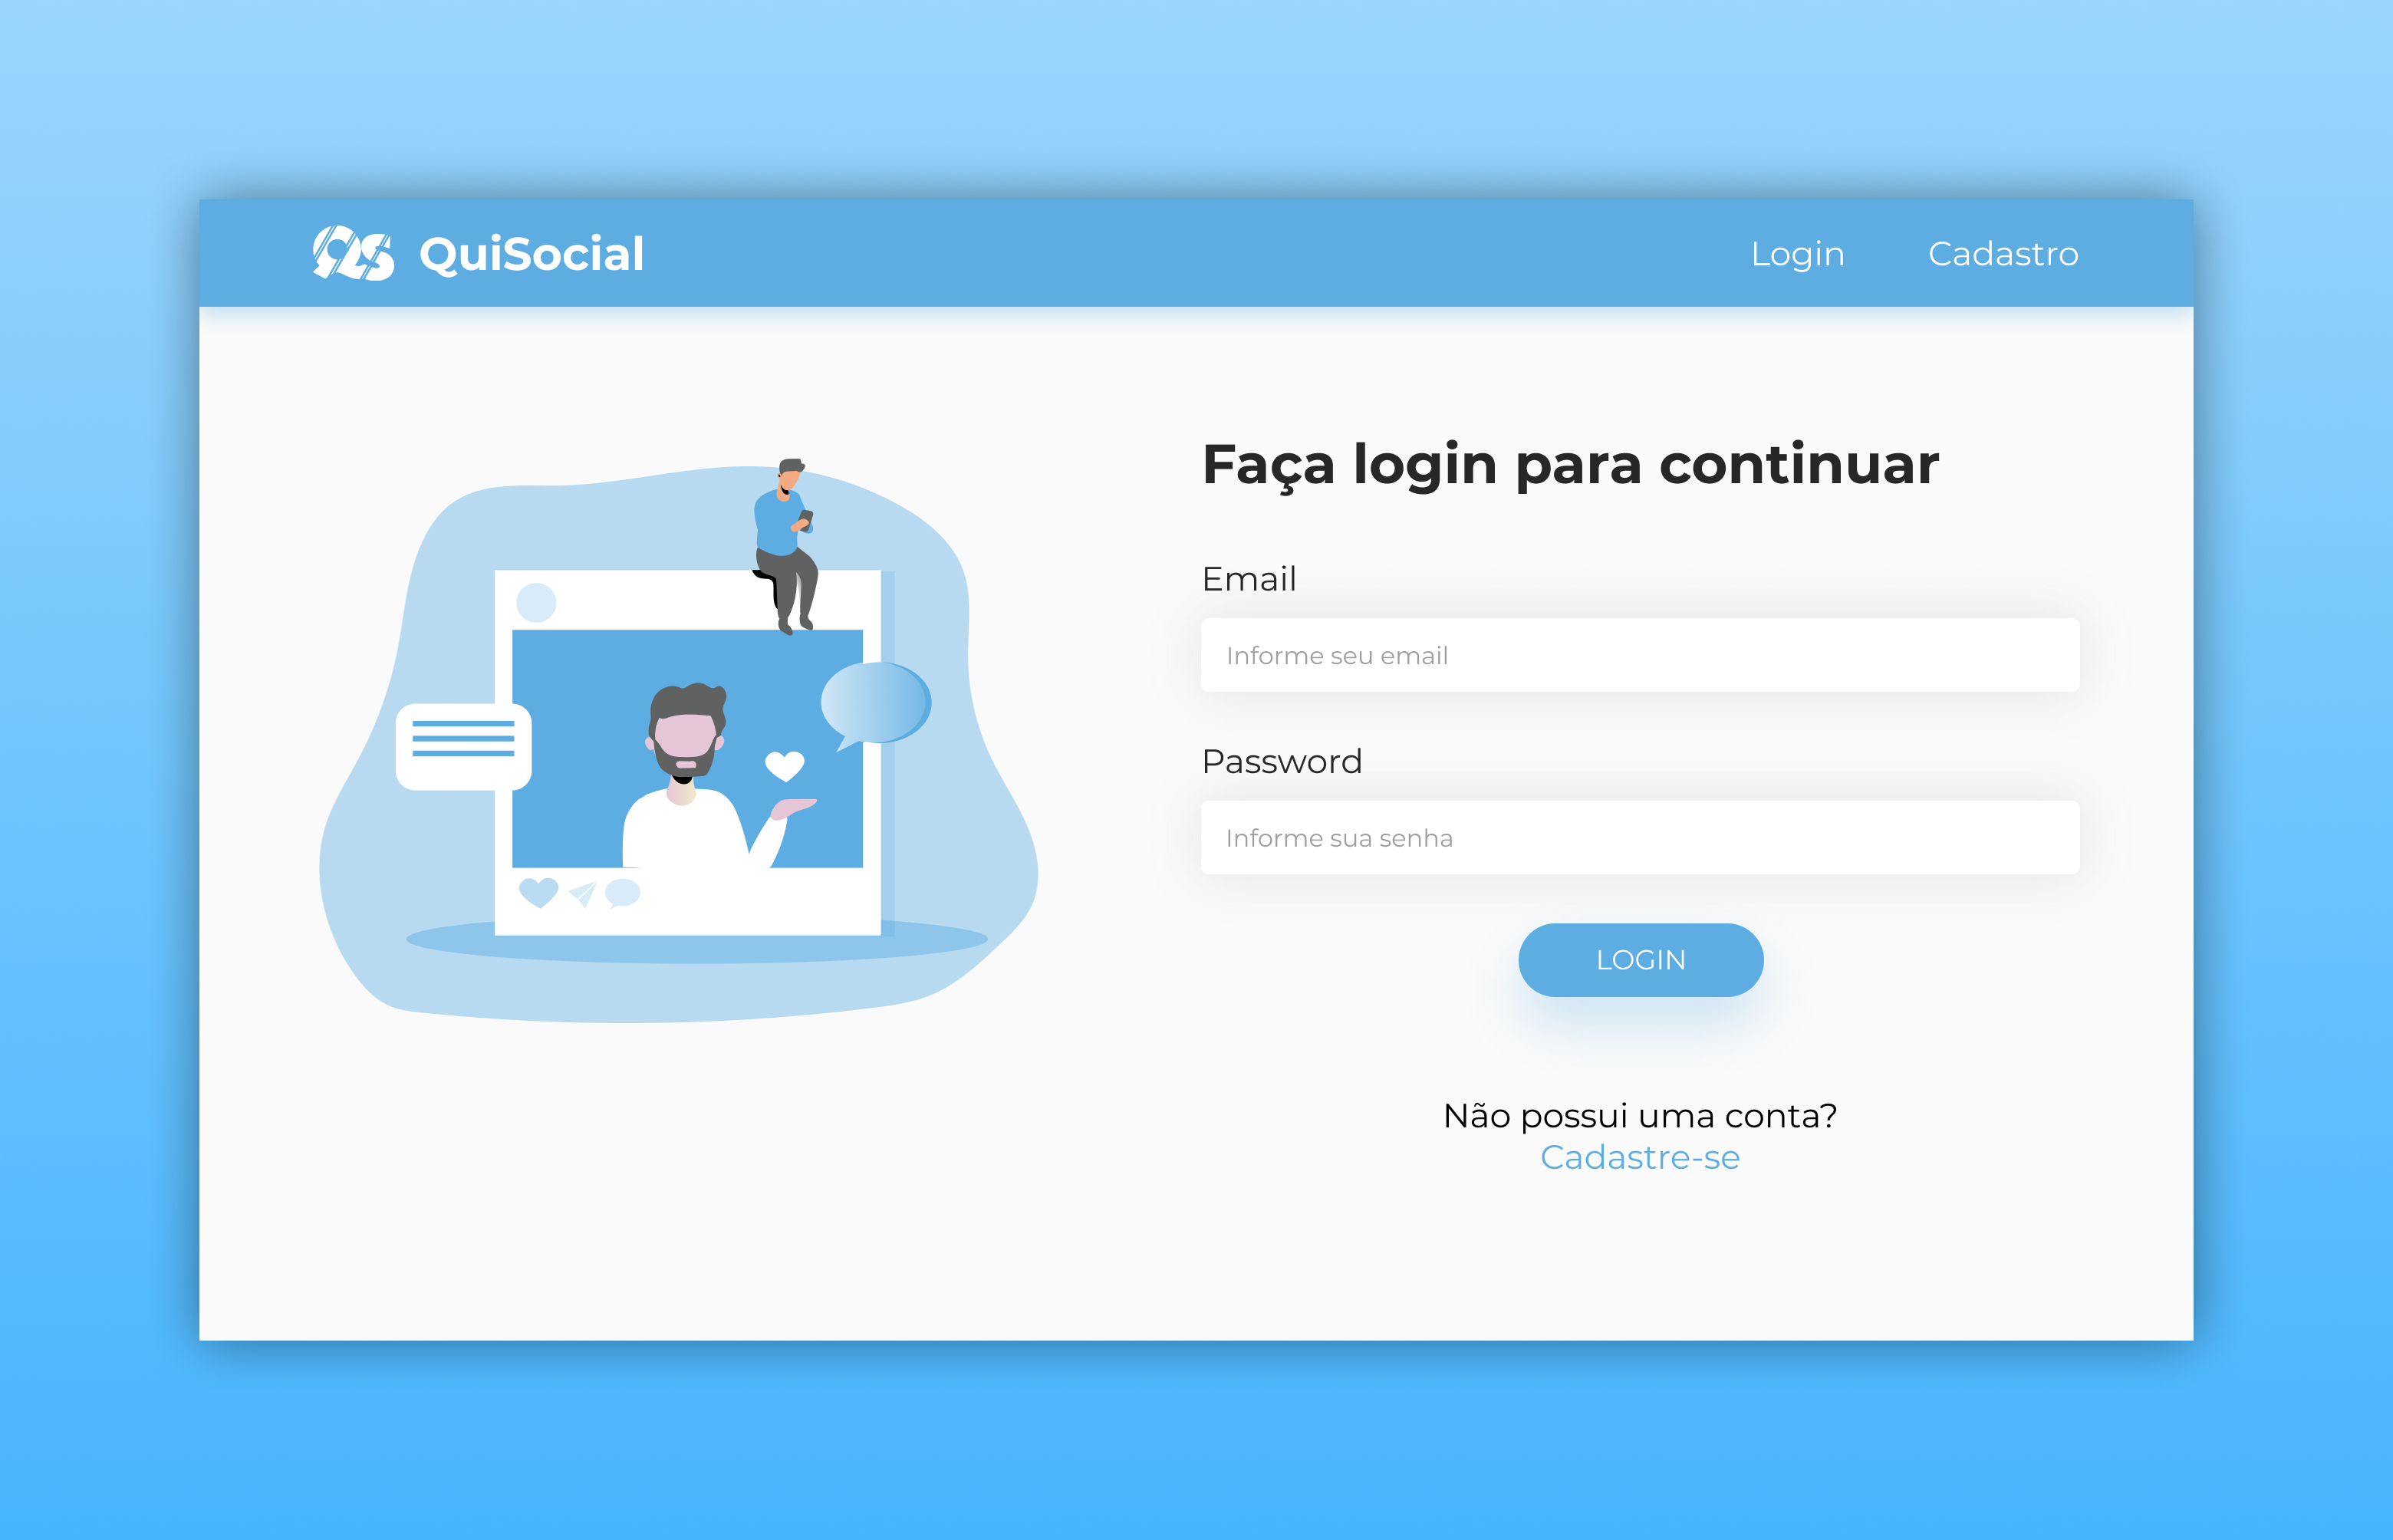 QS QuiSocial
Login Cadastro
Faça login para continuar
Email
Informe seu email
Password
Informe sua senha
LOGIN
Não possui uma conta?
Cadastre-se